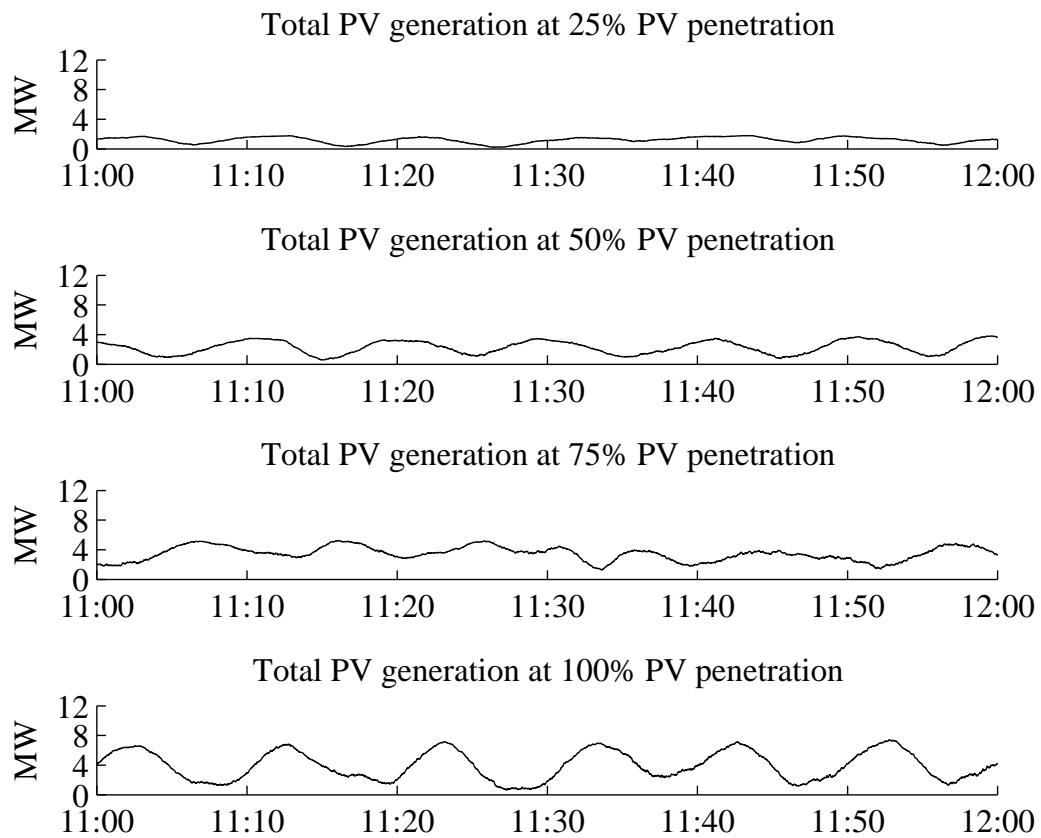 Total PV generation at 25% PV penetration
12
8
4
0
MW
11:00 11:10 11:20 11:30 11:40 11:50 12:00
Total PV generation at 50% PV penetration
12
8
4
0
MW
11:00 11:10 11:20 11:30 11:40 11:50 12:00
Total PV generation at 75% PV penetration
12
8
4
0
MW
11:00 11:10 11:20 11:30 11:40 11:50 12:00
Total PV generation at 100% PV penetration
12
8
4
0
MW
11:00 11:10 11:20 11:30 11:40 11:50 12:00